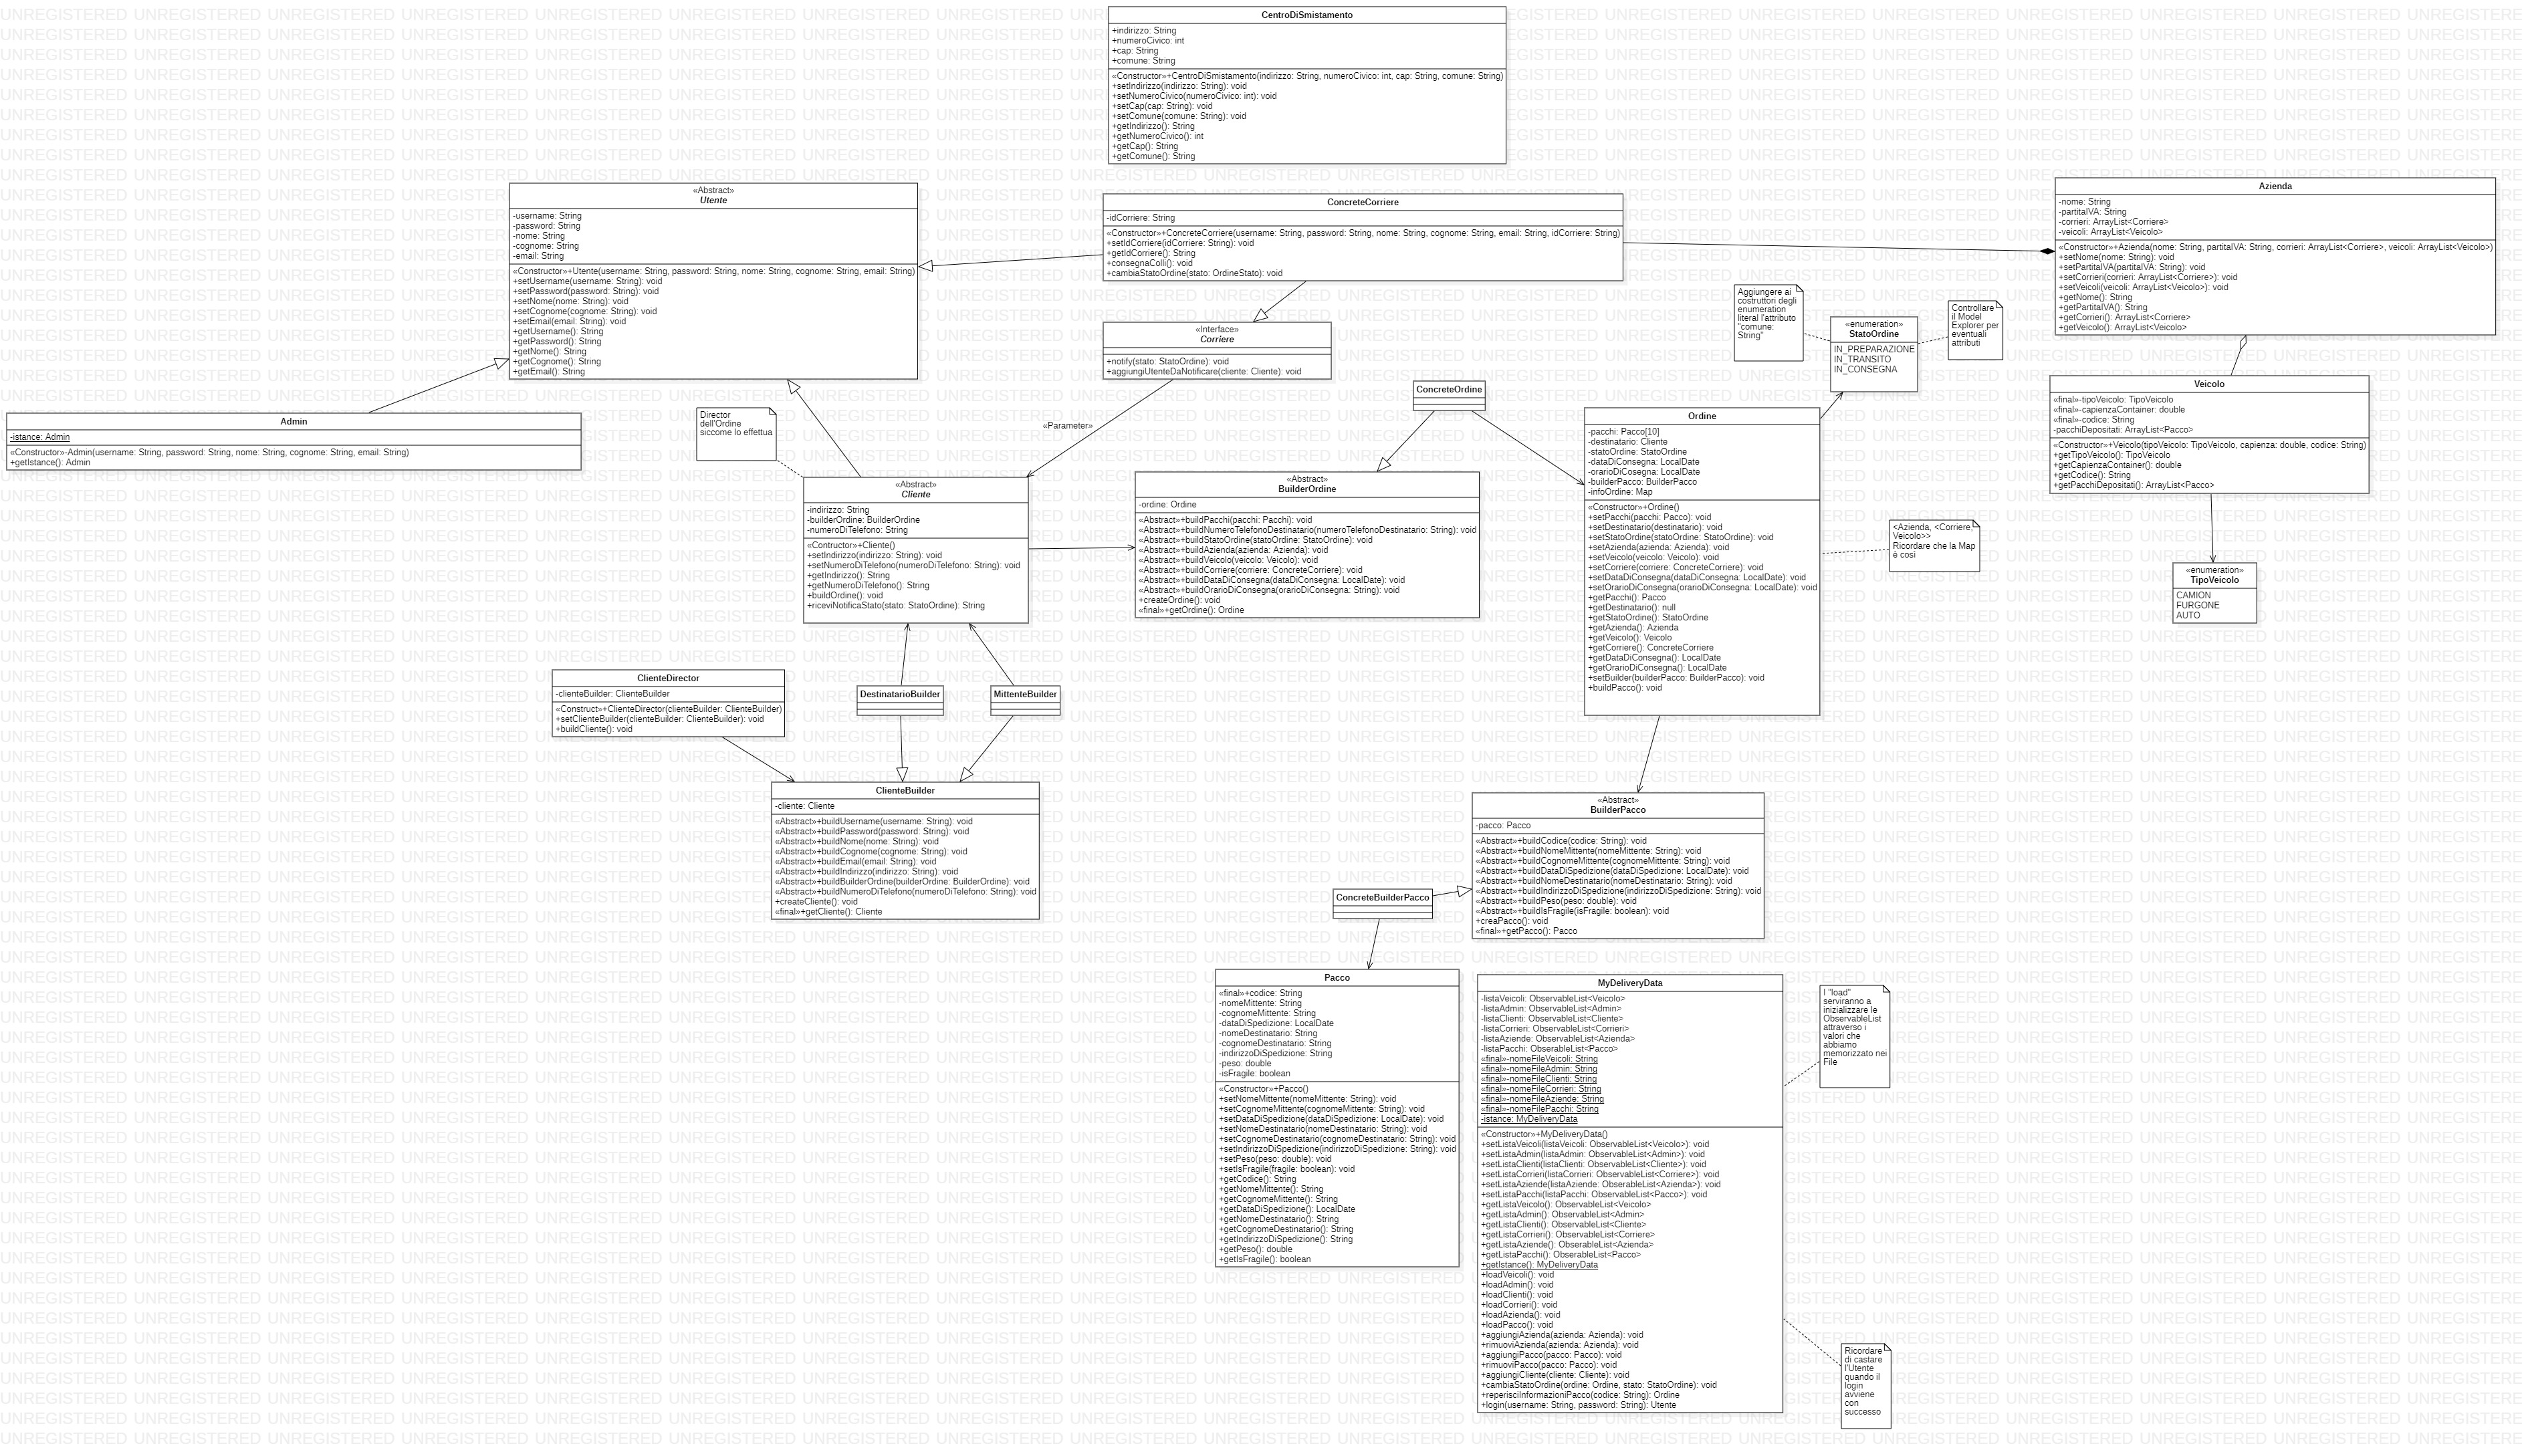 CentroDiSmistamento
+indirizzo: String
+numeroCivico: int
+cap: String
+comune: String
«Constructor»+CentroDiSmistamento(indirizzo: String, numeroCivico: int, cap: String, comune: String)
+setIndirizzo(indirizzo: String): void
+setNumeroCivico(numeroCivico: int): void
+setCap(cap: String): void
+setComune(comune: String): void
+getIndirizzo(): String
+getNumeroCivico(): int
+getCap(): String
+getComune(): String
«Abstract»
Utente
-username: String
-password: String
-nome: String
-cognome: String
-email: String
«Constructor»+Utente(username: String, password: String, nome: String, cognome: String, email: String)
+setUsername(username: String): void
+setPassword(password: String): void
+setNome(nome: String): void
+setCognome(cognome: String): void
+setEmail(email: String): void
+getUsername(): String
+getPassword(): String
+getNome(): String
+getCognome(): String
+getEmail(): String
ConcreteCorriere
-idCorriere: String
«Constructor»+ConcreteCorriere(username: String, password: String, nome: String, cognome: String, email: String, idCorriere: String)
+setIdCorriere(idCorriere: String): void
+getIdCorriere(): String
+consegnaColli(): void
+cambiaStatoOrdine(stato: OrdineStato): void
Azienda
-nome: String
-partitaIVA: String
-corrieri: ArrayList<Corriere>
-veicoli: ArrayList<Veicolo>
«Constructor»+Azienda(nome: String, partitaIVA: String, corrieri: ArrayList<Corriere>, veicoli: ArrayList<Veicolo>)
+setNome(nome: String): void
+setPartitaIVA(partitaIVA: String): void
+setCorrieri(corrieri: ArrayList<Corriere>): void
+setVeicoli(veicoli: ArrayList<Veicolo>): void
+getNome(): String
+getPartitaIVA(): String
+getCorrieri(): ArrayList<Corriere>
+getVeicolo(): ArrayList<Veicolo>
Aggiungere ai
costruttori degli
enumeration
literal l'attributo
"comune:
String"
«enumeration»
StatoOrdine
IN_PREPARAZIONE
IN_TRANSITO
IN_CONSEGNA
Controllare
il Model
Explorer per
eventuali
attributi
«Interface»
Corriere
+notify(stato: StatoOrdine): void
+aggiungiUtenteDaNotificare(cliente: Cliente): void
«Parameter»
Admin
-istance: Admin
«Constructor»-Admin(username: String, password: String, nome: String, cognome: String, email: String)
+getIstance(): Admin
Director
dell'Ordine
siccome lo effettua
ConcreteOrdine
Veicolo
«final»-tipoVeicolo: TipoVeicolo
«final»-capienzaContainer: double
«final»-codice: String
-pacchiDepositati: ArrayList<Pacco>
«Constructor»+Veicolo(tipoVeicolo: TipoVeicolo, capienza: double, codice: String)
+getTipoVeicolo(): TipoVeicolo
+getCapienzaContainer(): double
+getCodice(): String
+getPacchiDepositati(): ArrayList<Pacco>
Ordine
-pacchi: Pacco[10]
-destinatario: Cliente
-statoOrdine: StatoOrdine
-dataDiConsegna: LocalDate
-orarioDiCosegna: LocalDate
-builderPacco: BuilderPacco
-infoOrdine: Map
«Constructor»+Ordine()
+setPacchi(pacchi: Pacco): void
+setDestinatario(destinatario): void
+setStatoOrdine(statoOrdine: StatoOrdine): void
+setAzienda(azienda: Azienda): void
+setVeicolo(veicolo: Veicolo): void
+setCorriere(corriere: ConcreteCorriere): void
+setDataDiConsegna(dataDiConsegna: LocalDate): void
+setOrarioDiConsegna(orarioDiConsegna: LocalDate): void
+getPacchi(): Pacco
+getDestinatario(): null
+getStatoOrdine(): StatoOrdine
+getAzienda(): Azienda
+getVeicolo(): Veicolo
+getCorriere(): ConcreteCorriere
+getDataDiConsegna(): LocalDate
+getOrarioDiConsegna(): LocalDate
+setBuilder(builderPacco: BuilderPacco): void
+buildPacco(): void
<Azienda, <Corriere,
Veicolo>>
Ricordare che la Map
è così
«Abstract»
Cliente
-indirizzo: String
-builderOrdine: BuilderOrdine
-numeroDiTelefono: String
«Contructor»+Cliente()
+setIndirizzo(indirizzo: String): void
+setNumeroDiTelefono(numeroDiTelefono: String): void
+getIndirizzo(): String
+getNumeroDiTelefono(): String
+buildOrdine(): void
+riceviNotificaStato(stato: StatoOrdine): String
«Abstract»
BuilderOrdine
-ordine: Ordine
«Abstract»+buildPacchi(pacchi: Pacchi): void
«Abstract»+buildNumeroTelefonoDestinatario(numeroTelefonoDestinatario: String): void
«Abstract»+buildStatoOrdine(statoOrdine: StatoOrdine): void
«Abstract»+buildAzienda(azienda: Azienda): void
«Abstract»+buildVeicolo(veicolo: Veicolo): void
«Abstract»+buildCorriere(corriere: ConcreteCorriere): void
«Abstract»+buildDataDiConsegna(dataDiConsegna: LocalDate): void
«Abstract»+buildOrarioDiConsegna(orarioDiConsegna: String): void
+createOrdine(): void
«final»+getOrdine(): Ordine
«enumeration»
TipoVeicolo
CAMION
FURGONE
AUTO
ClienteDirector
-clienteBuilder: ClienteBuilder
«Construct»+ClienteDirector(clienteBuilder: ClienteBuilder)
+setClienteBuilder(clienteBuilder: ClienteBuilder): void
+buildCliente(): void
DestinatarioBuilder
MittenteBuilder
ClienteBuilder
-cliente: Cliente
«Abstract»+buildUsername(username: String): void
«Abstract»+buildPassword(password: String): void
«Abstract»+buildNome(nome: String): void
«Abstract»+buildCognome(cognome: String): void
«Abstract»+buildEmail(email: String): void
«Abstract»+buildIndirizzo(indirizzo: String): void
«Abstract»+buildBuilderOrdine(builderOrdine: BuilderOrdine): void
«Abstract»+buildNumeroDiTelefono(numeroDiTelefono: String): void
+createCliente(): void
«final»+getCliente(): Cliente
«Abstract»
BuilderPacco
-pacco: Pacco
«Abstract»+buildCodice(codice: String): void
«Abstract»+buildNomeMittente(nomeMittente: String): void
«Abstract»+buildCognomeMittente(cognomeMittente: String): void
«Abstract»+buildDataDiSpedizione(dataDiSpedizione: LocalDate): void
«Abstract»+buildNomeDestinatario(nomeDestinatario: String): void
«Abstract»+buildIndirizzoDiSpedizione(indirizzoDiSpedizione: String): void
«Abstract»+buildPeso(peso: double): void
«Abstract»+buildIsFragile(isFragile: boolean): void
+creaPacco(): void
«final»+getPacco(): Pacco
ConcreteBuilderPacco
Pacco
«final»+codice: String
-nomeMittente: String
-cognomeMittente: String
-dataDiSpedizione: LocalDate
-nomeDestinatario: String
-cognomeDestinatario: String
-indirizzoDiSpedizione: String
-peso: double
-isFragile: boolean
«Constructor»+Pacco()
+setNomeMittente(nomeMittente: String): void
+setCognomeMittente(cognomeMittente: String): void
+setDataDiSpedizione(dataDiSpedizione: LocalDate): void
+setNomeDestinatario(nomeDestinatario: String): void
+setCognomeDestinatario(cognomeDestinatario: String): void
+setIndirizzoDiSpedizione(indirizzoDiSpedizione: String): void
+setPeso(peso: double): void
+setIsFragile(fragile: boolean): void
+getCodice(): String
+getNomeMittente(): String
+getCognomeMittente(): String
+getDataDiSpedizione(): LocalDate
+getNomeDestinatario(): String
+getCognomeDestinatario(): String
+getIndirizzoDiSpedizione(): String
+getPeso(): double
+getIsFragile(): boolean
MyDeliveryData
-listaVeicoli: ObservableList<Veicolo>
-listaAdmin: ObservableList<Admin>
-listaClienti: ObservableList<Cliente>
-listaCorrieri: ObservableList<Corrieri>
-listaAziende: ObservableList<Azienda>
-listaPacchi: ObserableList<Pacco>
«final»-nomeFileVeicoli: String
«final»-nomeFileAdmin: String
«final»-nomeFileClienti: String
«final»-nomeFileCorrieri: String
«final»-nomeFileAziende: String
«final»-nomeFilePacchi: String
-istance: MyDeliveryData
«Constructor»+MyDeliveryData()
+setListaVeicoli(listaVeicoli: ObservableList<Veicolo>): void
+setListaAdmin(listaAdmin: ObservableList<Admin>): void
+setListaClienti(listaClienti: ObservableList<Cliente>): void
+setListaCorrieri(listaCorrieri: ObservableList<Corriere>): void
+setListaAziende(listaAziende: ObserableList<Azienda>): void
+setListaPacchi(listaPacchi: ObservableList<Pacco>): void
+getListaVeicolo(): ObservableList<Veicolo>
+getListaAdmin(): ObservableList<Admin>
+getListaClienti(): ObservableList<Cliente>
+getListaCorrieri(): ObservableList<Corriere>
+getListaAziende(): ObserableList<Azienda>
+getListaPacchi(): ObserableList<Pacco>
+getIstance(): MyDeliveryData
+loadVeicoli(): void
+loadAdmin(): void
+loadClienti(): void
+loadCorrieri(): void
+loadAzienda(): void
+loadPacco(): void
+aggiungiAzienda(azienda: Azienda): void
+rimuoviAzienda(azienda: Azienda): void
+aggiungiPacco(pacco: Pacco): void
+rimuoviPacco(pacco: Pacco): void
+aggiungiCliente(cliente: Cliente): void
+cambiaStatoOrdine(ordine: Ordine, stato: StatoOrdine): void
+reperisciInformazioniPacco(codice: String): Ordine
+login(username: String, password: String): Utente
I "load"
serviranno a
inizializzare le
ObservableList
attraverso i
valori che
abbiamo
memorizzato nei
File
Ricordare
di castare
l'Utente
quando il
login
avviene
con
successo